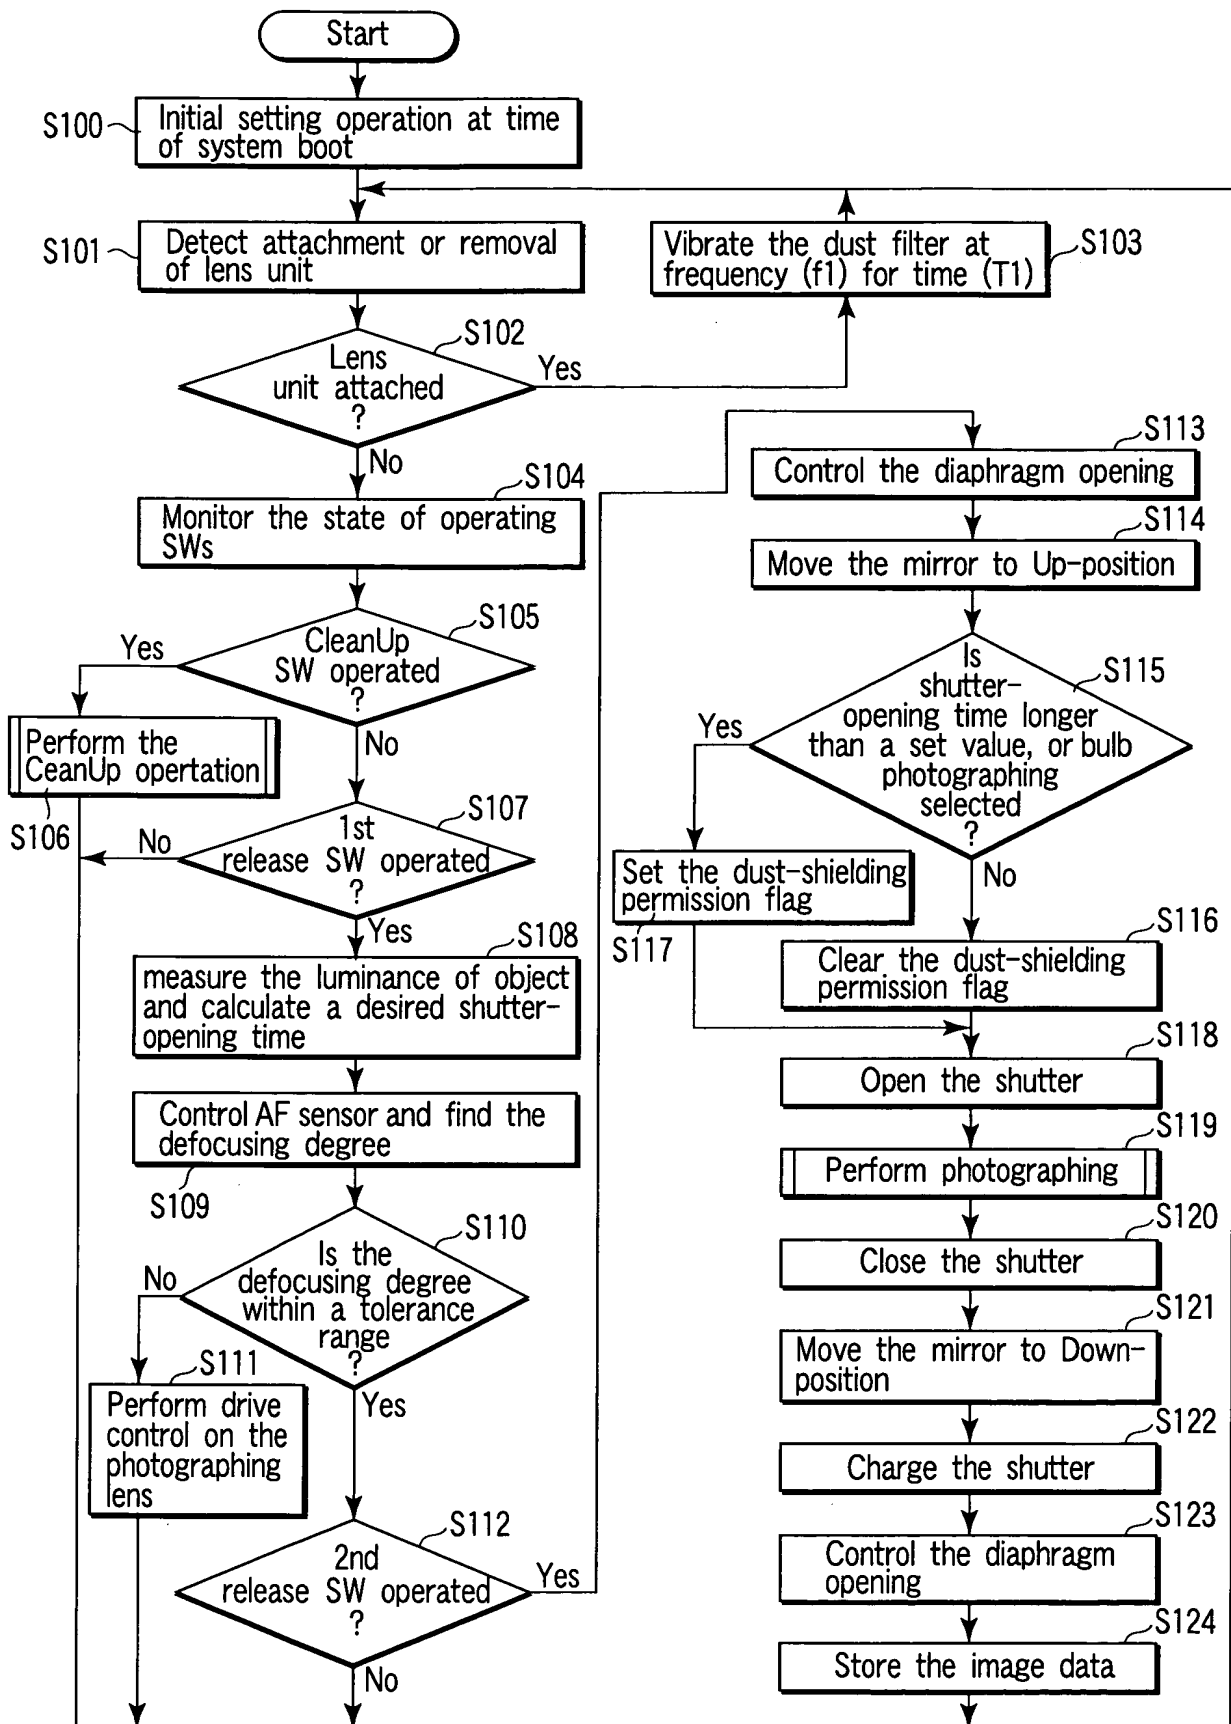 Start
S100
Initial setting operation at time
of system boot
S101
Detect attachment or removal
of lens unit
Vibrate the dust filter at
frequency (f1) for time (T1)
S103
S102
Lens
unit attached
?
Yes
No
S104
Monitor the state of operating
SWs
S105
CleanUp
SW operated
?
Yes
No
Perform the
CeanUp opertation
S106
S107
1st
release SW operated
?
No
Yes
S108
measure the luminance of object
and calculate a desired shutter-
opening time
Control AF sensor and find the
defocusing degree
S109
S110
Is the
defocusing degree
within a tolerance
range
?
No
Yes
S111
Perform drive
control on the
photographing
lens
S112
2nd
release SW operated
?
Yes
No
S113
Control the diaphragm opening
S114
Move the mirror to Up-position
S115
Is
shutter-
opening time longer
than a set value, or bulb
photographing
selected
?
Yes
No
Set the dust-shielding
permission flag
S117
S116
Clear the dust-shielding
permission flag
S118
Open the shutter
S119
Perform photographing
S120
Close the shutter
S121
Move the mirror to Down-
position
S122
Charge the shutter
S123
Control the diaphragm
opening
S124
Store the image data